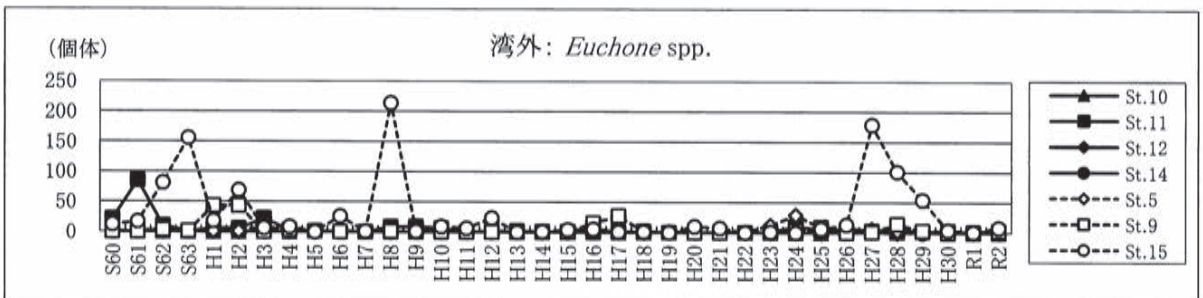 湾外: Euchone spp.
(個体)
250
200
150
100
50
0
S60 S61 S62 S63 H1 H2 H3 H4 H5 H6 H7 H8 H9 H10 H11 H12 H13 H14 H15 H16 H17 H18 H19 H20 H21 H22 H23 H24 H25 H26 H27 H28 H29 H30 R1 R2
St.10
St.11
St.12
St.14
St.5
St.9
St.15